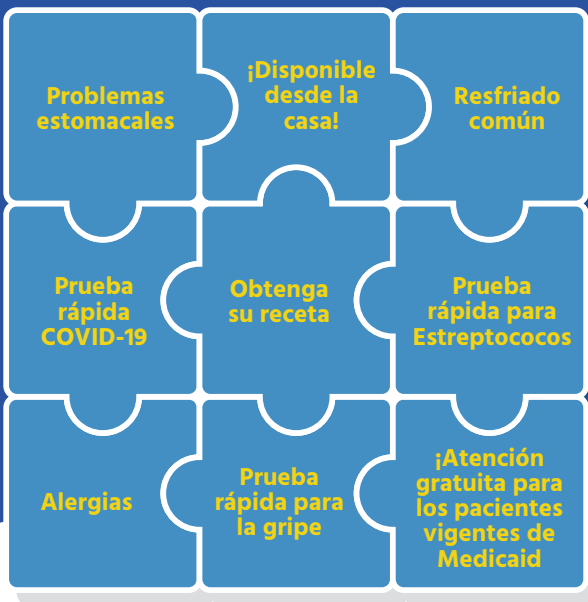 Problemas
estomacales
¡Disponible
desde la
casa!
Resfriado
común
Prueba
rápida
COVID-19
Obtenga
su receta
Prueba
rápida para
Estreptococos
Alergias
Prueba
rápida para
la gripe
¡Atención
gratuita para
los pacientes
vigentes de
Medicaid